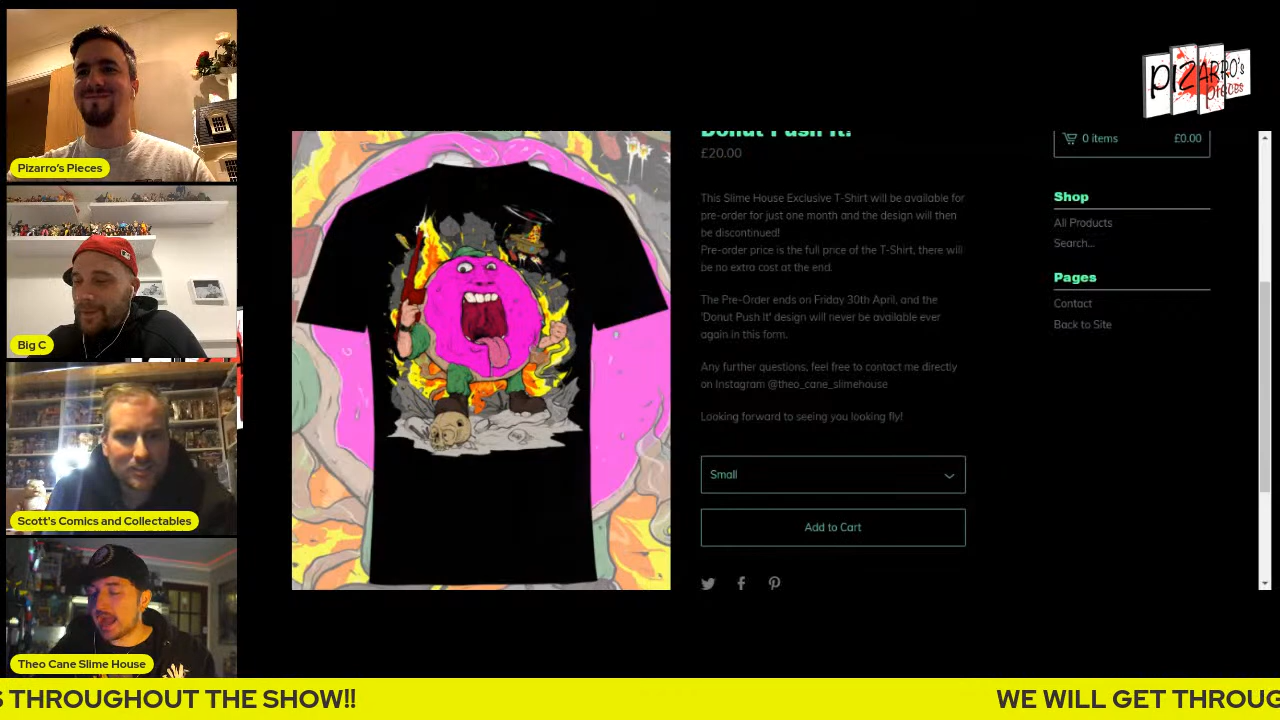 Pizarro's Pieces
Big C
Scott's Comics and Collectables
Theo Cane Slime House
Donut Push It!
£20.00
This Slime House Exclusive T-Shirt will be available for
pre-order for just one month and the design will then
be discontinued!
Pre-order price is the full price of the T-Shirt, there will
be no extra cost at the end.
The Pre-Order ends on Friday 30th April, and the
'Donut Push It' design will never be available ever
again in this form.
Any further questions, feel free to contact me directly
on Instagram @theo_cane_slimehouse
Looking forward to seeing you looking fly!
Small
Add to Cart
0 items £0.00
Shop
All Products
Search...
Pages
Contact
Back to Site
pizarro's
pieces
S THROUGHOUT THE SHOW!!
WE WILL GET THROUG